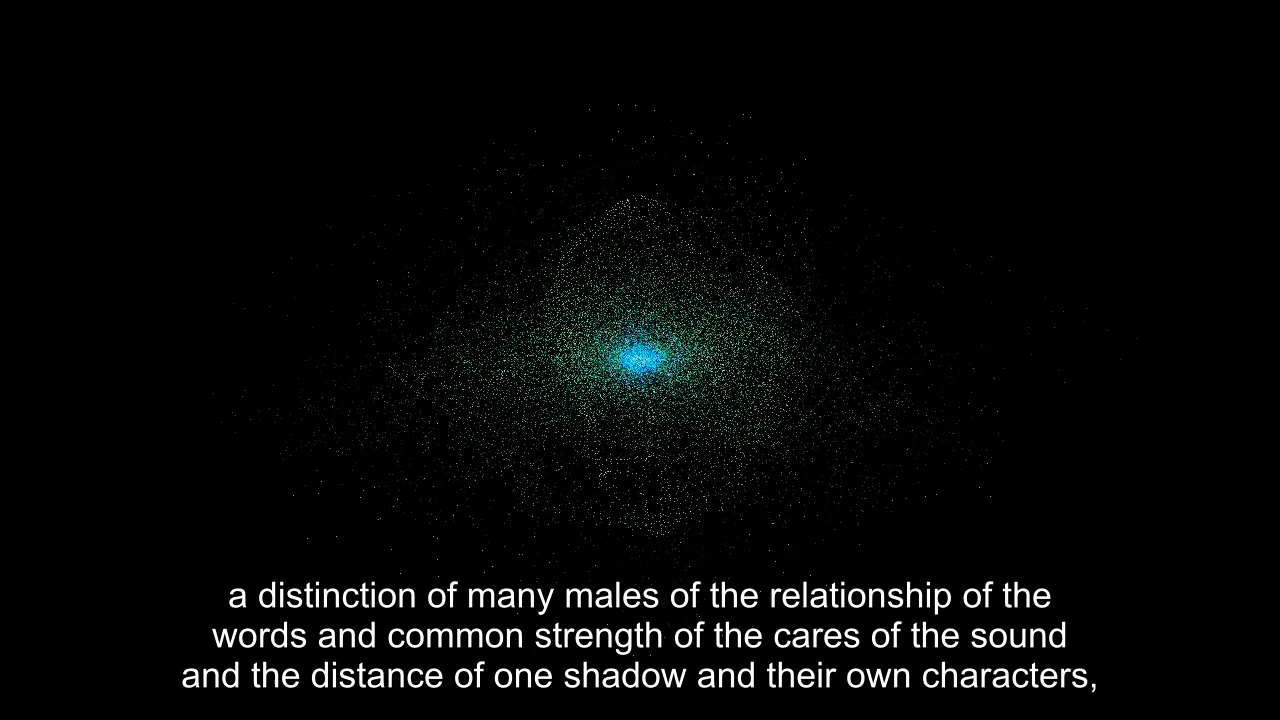 a distinction of many males of the relationship of the
words and common strength of the cares of the sound
and the distance of one shadow and their own characters,